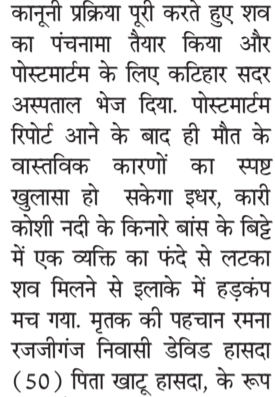 कानूनी प्रक्रिया पूरी करते हुए शव
का पंचनामा तैयार किया और
पोस्टमार्टम के लिए कटिहार सदर
अस्पताल भेज दिया. पोस्टमार्टम
रिपोर्ट आने के बाद ही मौत के
वास्तविक कारणों का स्पष्ट
खुलासा हो सकेगा इधर, कारी
कोशी नदी के किनारे बांस के बिट्टे
में एक व्यक्ति का फंदे से लटका
शव मिलने से इलाके में हड़कंप
मच गया. मृतक की पहचान रमना
रजजीगंज निवासी डेविड हासदा
(50) पिता खाटू हासदा, के रूप